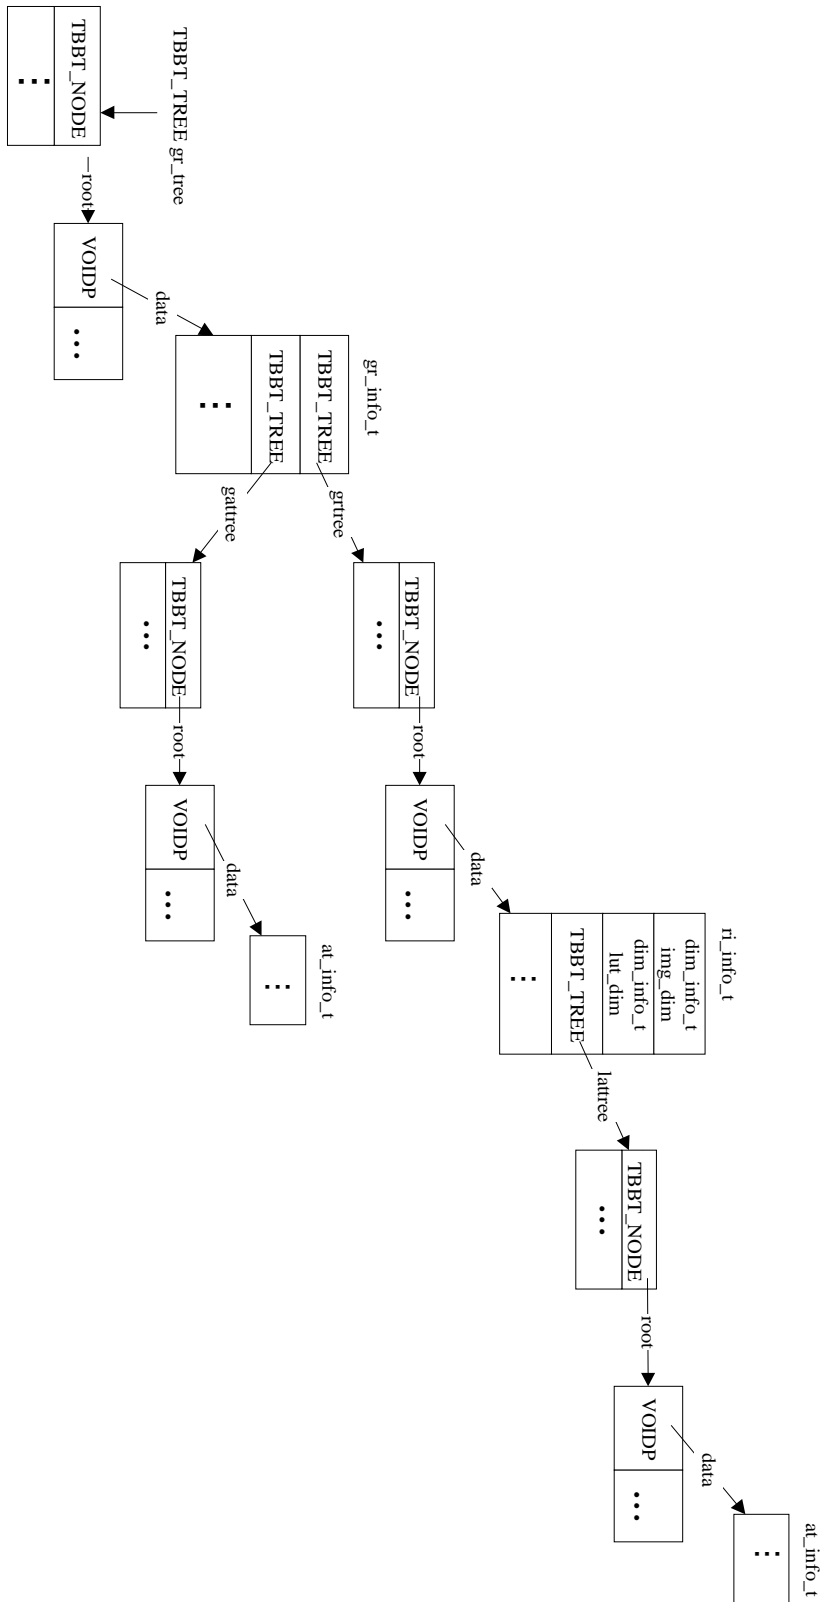 TBBT_TREE gr_tree
TBBT_NODE
...
root
VOIDP
...
data
gr_info_t
TBBT_TREE
TBBT_TREE
...
grtree
gattree
TBBT_NODE
...
root
VOIDP
...
data
ri_info_t
dim_info_t
img_dim
dim_info_t
lut_dim
TBBT_TREE
...
lattree
TBBT_NODE
...
root
VOIDP
...
data
at_info_t
...
TBBT_NODE
...
root
VOIDP
...
data
at_info_t
...